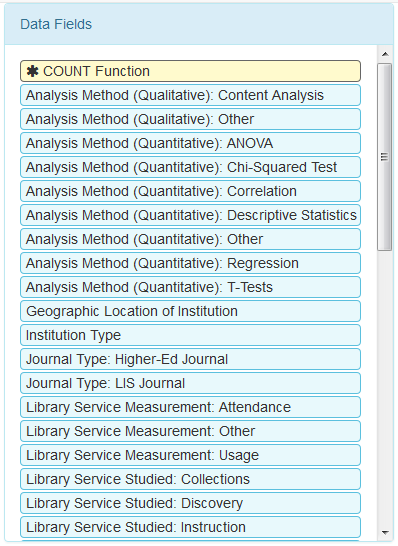 Data Fields
✱ COUNT Function
Analysis Method (Qualitative): Content Analysis
Analysis Method (Qualitative): Other
Analysis Method (Quantitative): ANOVA
Analysis Method (Quantitative): Chi-Squared Test
Analysis Method (Quantitative): Correlation
Analysis Method (Quantitative): Descriptive Statistics
Analysis Method (Quantitative): Other
Analysis Method (Quantitative): Regression
Analysis Method (Quantitative): T-Tests
Geographic Location of Institution
Institution Type
Journal Type: Higher-Ed Journal
Journal Type: LIS Journal
Library Service Measurement: Attendance
Library Service Measurement: Other
Library Service Measurement: Usage
Library Service Studied: Collections
Library Service Studied: Discovery
Library Service Studied: Instruction